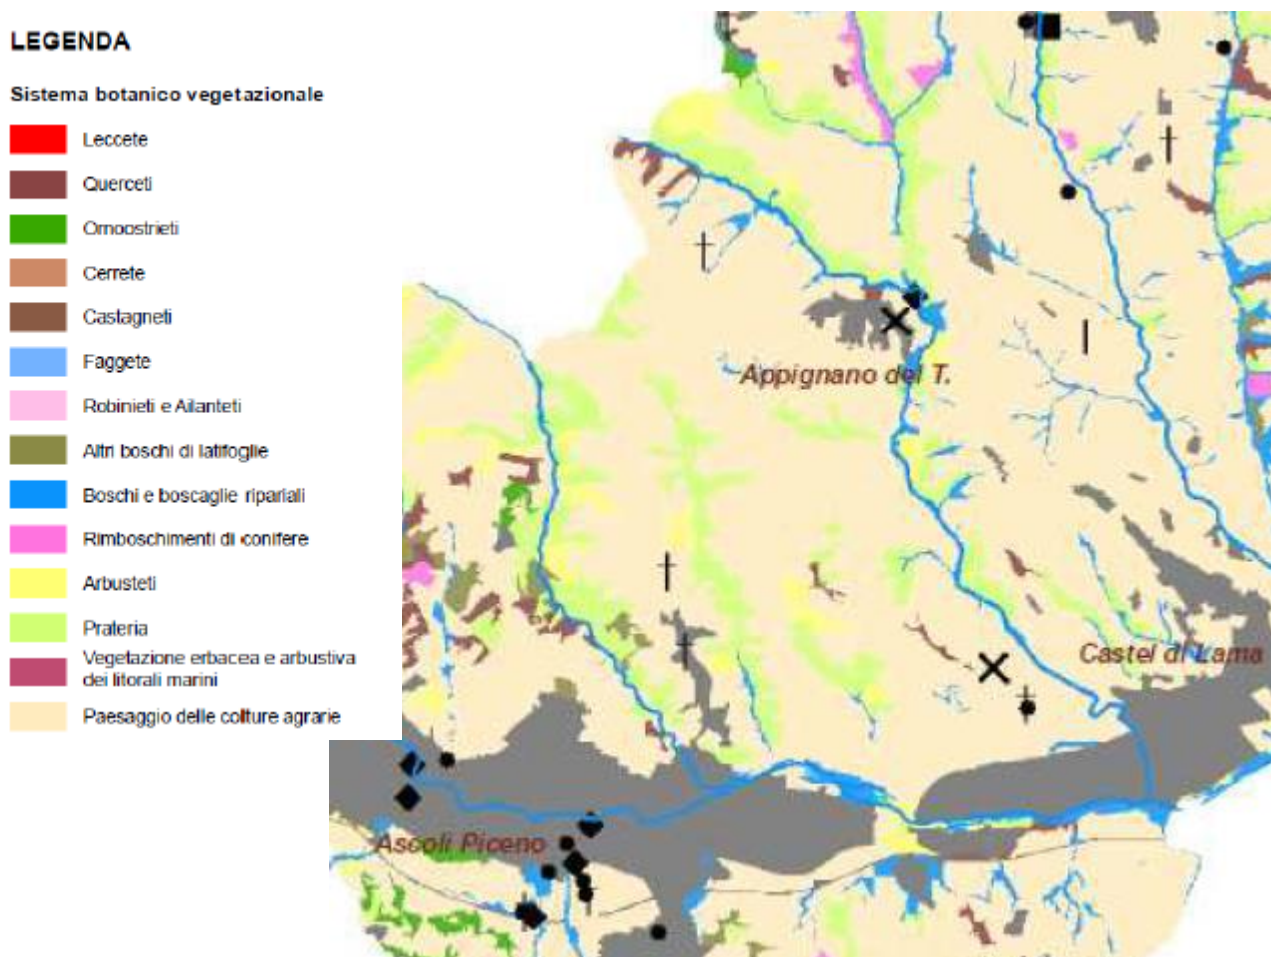 LEGENDA
Sistema botanico vegetazionale
Leccete
Querceti
Ornoostrieti
Cerrete
Castagneti
Faggete
Robinieti e Ailanteti
Altri boschi di latifoglie
Boschi e boscaglie ripariali
Rimboschimenti di conifere
Arbusteti
Prateria
Vegetazione erbacea e arbustiva
dei litorali marini
Paesaggio delle colture agrarie
Appignano del T.
Castel di Lama
Ascoli Piceno